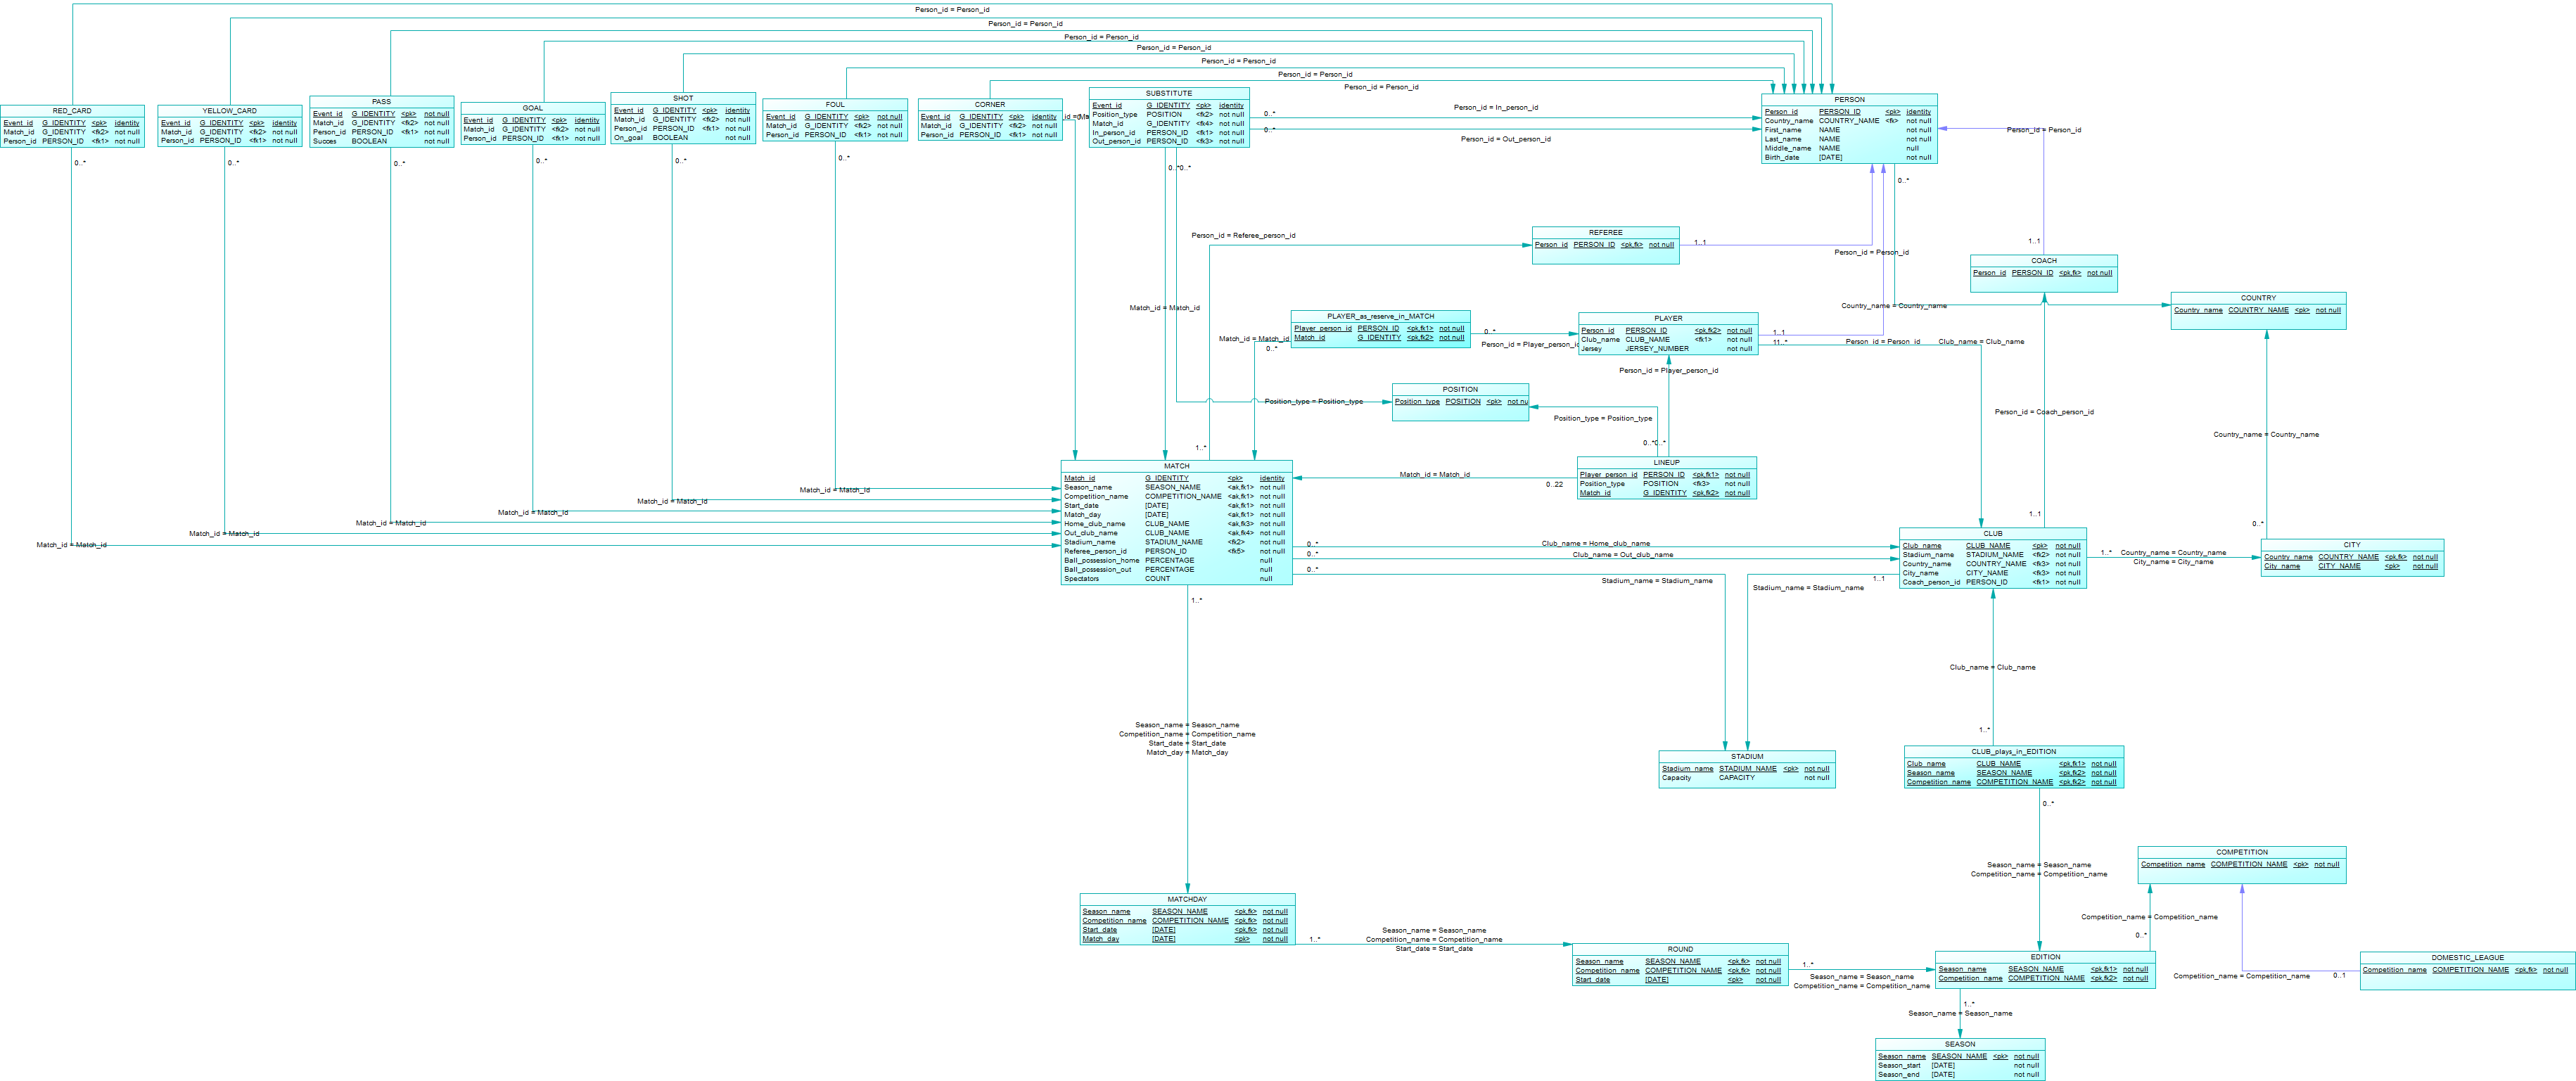 Person_id = Person_id
Person_id = Person_id
Person_id = Person_id
Person_id = Person_id
Person_id = Person_id
Person_id = Person_id
Person_id = Person_id
RED_CARD
Event_id G_IDENTITY <pk> identity
Match_id G_IDENTITY <fk2> not null
Person_id PERSON_ID <fk1> not null
YELLOW_CARD
Event_id G_IDENTITY <pk> identity
Match_id G_IDENTITY <fk2> not null
Person_id PERSON_ID <fk1> not null
PASS
Event_id G_IDENTITY <pk> not null
Match_id G_IDENTITY <fk2> not null
Person_id PERSON_ID <fk1> not null
Succes BOOLEAN not null
GOAL
Event_id G_IDENTITY <pk> identity
Match_id G_IDENTITY <fk2> not null
Person_id PERSON_ID <fk1> not null
SHOT
Event_id G_IDENTITY <pk> identity
Match_id G_IDENTITY <fk2> not null
Person_id PERSON_ID <fk1> not null
On_goal BOOLEAN not null
FOUL
Event_id G_IDENTITY <pk> not null
Match_id G_IDENTITY <fk2> not null
Person_id PERSON_ID <fk1> not null
CORNER
Event_id G_IDENTITY <pk> identity
Match_id G_IDENTITY <fk2> not null
Person_id PERSON_ID <fk1> not null
SUBSTITUTE
Event_id G_IDENTITY <pk> identity
Position_type POSITION <fk2> not null
Match_id G_IDENTITY <fk4> not null
In_person_id PERSON_ID <fk1> not null
Out_person_id PERSON_ID <fk3> not null
0..*
Person_id = In_person_id
0..*
Person_id = Out_person_id
PERSON
Person_id PERSON_ID <pk> identity
Country_name COUNTRY_NAME <fk> not null
First_name NAME not null
Last_name NAME not null
Middle_name NAME null
Birth_date [DATE] not null
Person_id = Person_id
0..*
0..*
0..*
0..*
0..*
0..*
0..*0..*
0..*
REFEREE
Person_id PERSON_ID <pk,fk> not null
Person_id = Referee_person_id
1..1
Person_id = Person_id
1..1
COACH
Person_id PERSON_ID <pk,fk> not null
Country_name = Country_name
COUNTRY
Country_name COUNTRY_NAME <pk> not null
Match_id = Match_id
PLAYER_as_reserve_in_MATCH
Player_person_id PERSON_ID <pk,fk1> not null
Match_id G_IDENTITY <pk,fk2> not null
Match_id = Match_id
0..*
0..*
Person_id = Player_person_id
PLAYER
Person_id PERSON_ID <pk,fk2> not null
Club_name CLUB_NAME <fk1> not null
Jersey JERSEY_NUMBER not null
1..1
11..*
Person_id = Person_id
Club_name = Club_name
Person_id = Player_person_id
POSITION
Position_type POSITION <pk> not nu
Position_type = Position_type
Position_type = Position_type
Person_id = Coach_person_id
Country_name = Country_name
1..*
0..*0..*
MATCH
Match_id G_IDENTITY <pk> identity
Season_name SEASON_NAME <ak,fk1> not null
Competition_name COMPETITION_NAME <ak,fk1> not null
Start_date [DATE] <ak,fk1> not null
Match_day [DATE] <ak,fk1> not null
Home_club_name CLUB_NAME <ak,fk3> not null
Out_club_name CLUB_NAME <ak,fk4> not null
Stadium_name STADIUM_NAME <fk2> not null
Referee_person_id PERSON_ID <fk5> not null
Ball_possession_home PERCENTAGE null
Ball_possession_out PERCENTAGE null
Spectators COUNT null
Match_id = Match_id
0..22
LINEUP
Player_person_id PERSON_ID <pk,fk1> not null
Position_type POSITION <fk3> not null
Match_id G_IDENTITY <pk,fk2> not null
Match_id = Match_id
Match_id = Match_id
Match_id = Match_id
Match_id = Match_id
Match_id = Match_id
Match_id = Match_id
0..*
Club_name = Home_club_name
0..*
Club_name = Out_club_name
0..*
Stadium_name = Stadium_name
1..1
CLUB
Club_name CLUB_NAME <pk> not null
Stadium_name STADIUM_NAME <fk2> not null
Country_name COUNTRY_NAME <fk3> not null
City_name CITY_NAME <fk3> not null
Coach_person_id PERSON_ID <fk1> not null
1..1
Stadium_name = Stadium_name
1..*
Country_name = Country_name
City_name = City_name
0..*
CITY
Country_name COUNTRY_NAME <pk,fk> not null
City_name CITY_NAME <pk> not null
1..*
Club_name = Club_name
Season_name = Season_name
Competition_name = Competition_name
Start_date = Start_date
Match_day = Match_day
1..*
STADIUM
Stadium_name STADIUM_NAME <pk> not null
Capacity CAPACITY not null
CLUB_plays_in_EDITION
Club_name CLUB_NAME <pk,fk1> not null
Season_name SEASON_NAME <pk,fk2> not null
Competition_name COMPETITION_NAME <pk,fk2> not null
0..*
Season_name = Season_name
Competition_name = Competition_name
COMPETITION
Competition_name COMPETITION_NAME <pk> not null
MATCHDAY
Season_name SEASON_NAME <pk,fk> not null
Competition_name COMPETITION_NAME <pk,fk> not null
Start_date [DATE] <pk,fk> not null
Match_day [DATE] <pk> not null
1..*
Season_name = Season_name
Competition_name = Competition_name
Start_date = Start_date
ROUND
Season_name SEASON_NAME <pk,fk> not null
Competition_name COMPETITION_NAME <pk,fk> not null
Start_date [DATE] <pk> not null
1..*
Season_name = Season_name
Competition_name = Competition_name
Competition_name = Competition_name
0..*
EDITION
Season_name SEASON_NAME <pk,fk1> not null
Competition_name COMPETITION_NAME <pk,fk2> not null
Competition_name = Competition_name
0..1
DOMESTIC_LEAGUE
Competition_name COMPETITION_NAME <pk,fk> not null
1..*
Season_name = Season_name
SEASON
Season_name SEASON_NAME <pk> not null
Season_start [DATE] not null
Season_end [DATE] not null